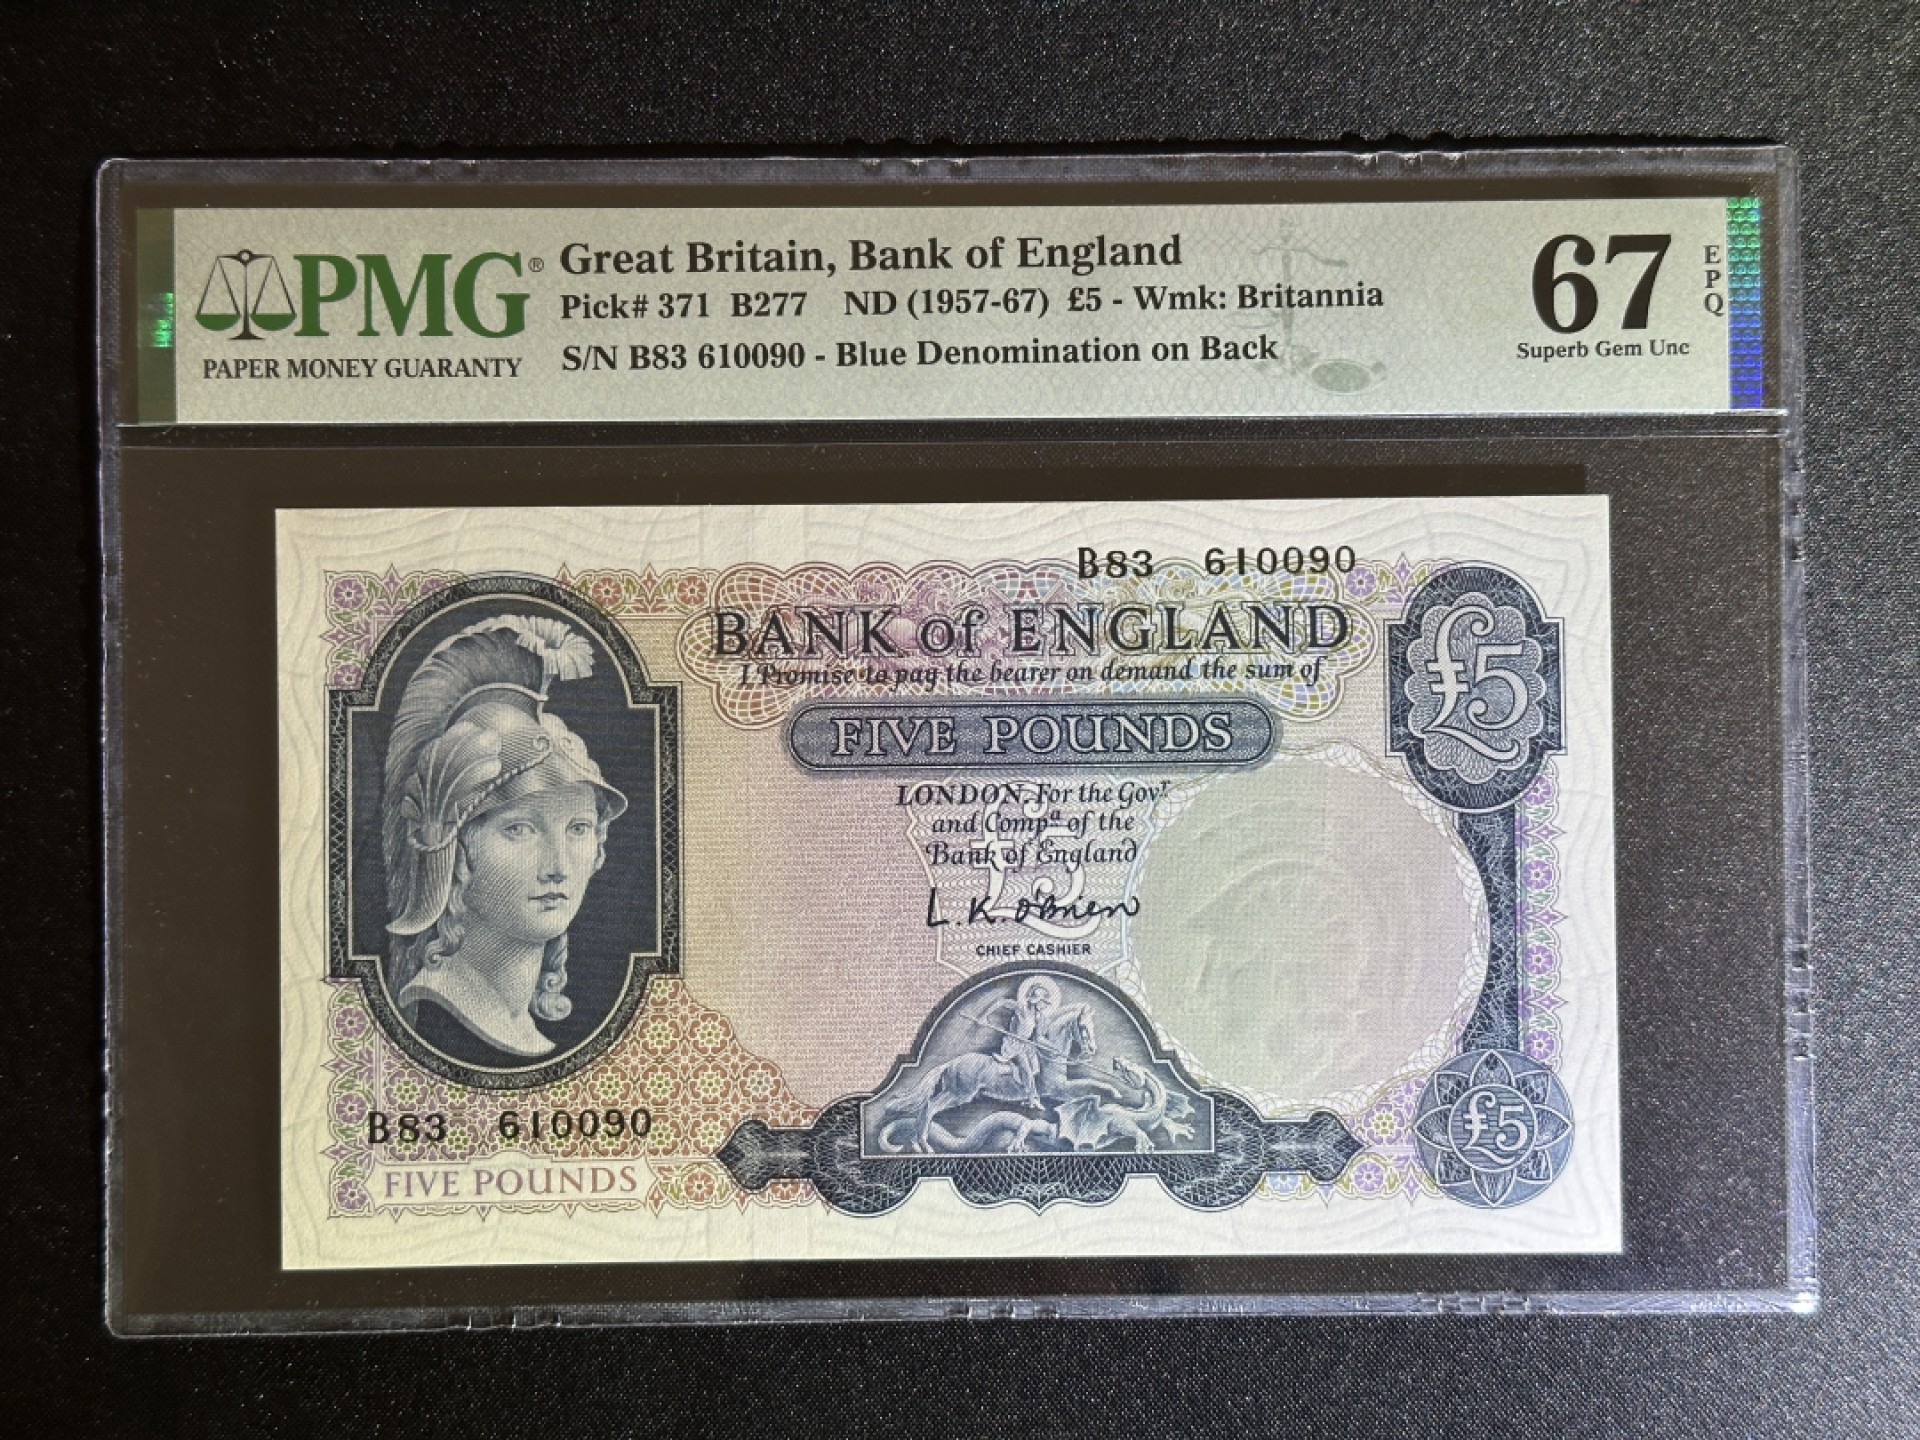 PMG®
PAPER MONEY GUARANTY
Great Britain, Bank of England
Pick# 371 B277 ND (1957-67) £5 - Wmk: Britannia
S/N B83 610090 - Blue Denomination on Back
67
EPQ
Superb Gem Unc
B83 610090
BANK of ENGLAND
I Promise to pay the bearer on demand the sum of
FIVE POUNDS
£5
LONDON. For the Govr
and Compa of the
Bank of England
£5
L.K. O'Brien
CHIEF CASHIER
B83 610090
FIVE POUNDS
£5